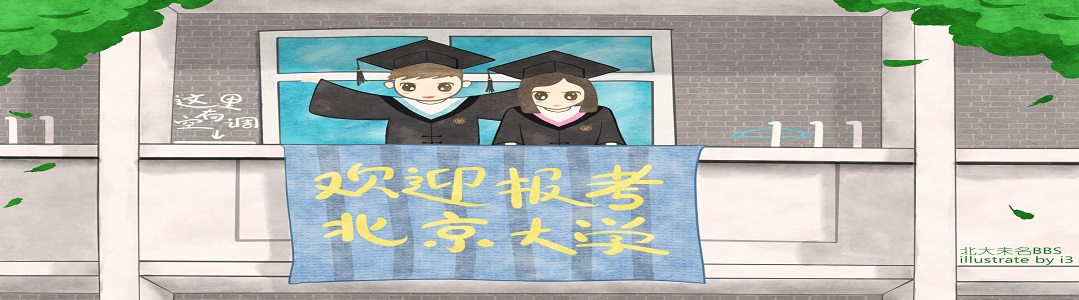 这里
有
空调
欢迎报考
北京大学
北大未名BBS
illustrate by i3